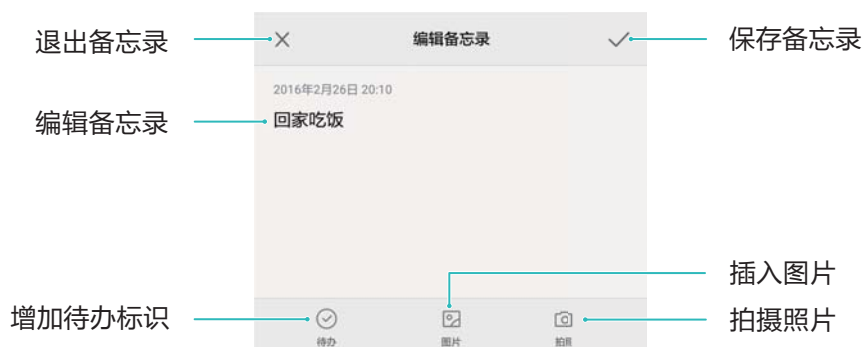 退出备忘录
编辑备忘录
保存备忘录
2016年2月26日 20:10
编辑备忘录
回家吃饭
插入图片
增加待办标识
拍摄照片
待办
图片
拍照